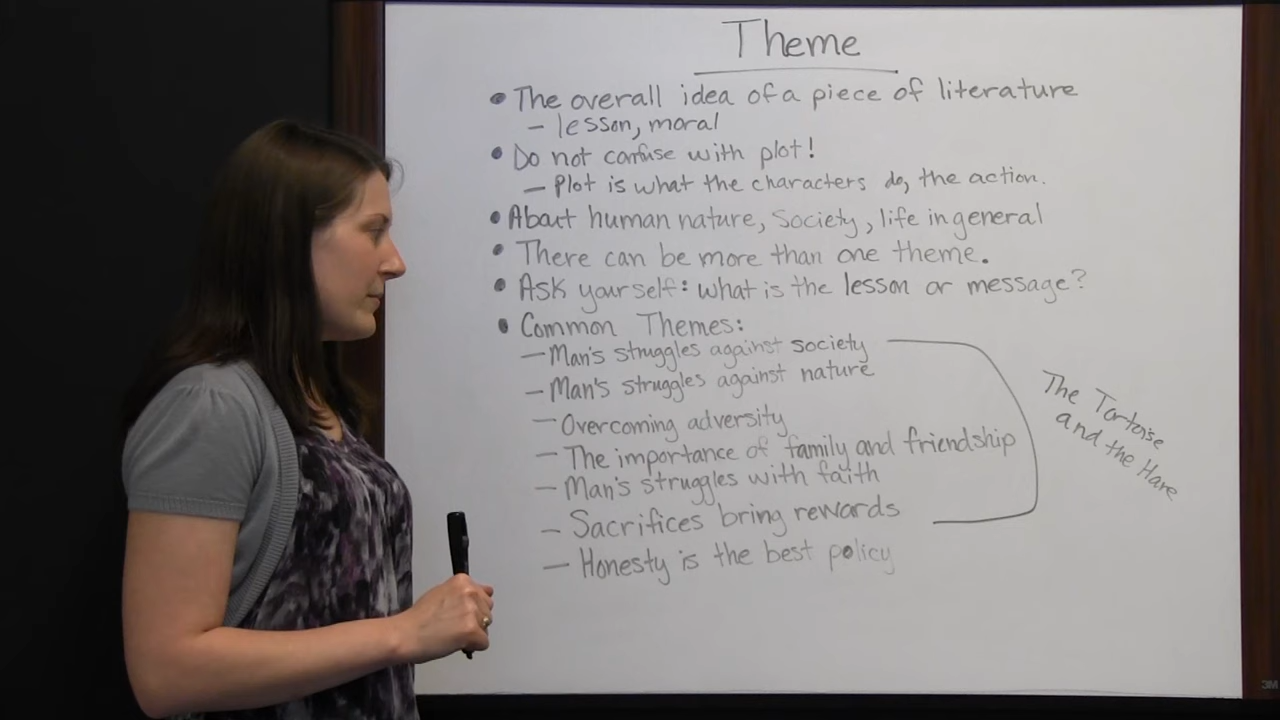 Theme
• The overall idea of a piece of literature
– lesson, moral
• Do not confuse with plot!
– Plot is what the characters do, the action.
• About human nature, society, life in general
• There can be more than one theme.
• Ask yourself: what is the lesson or message?
• Common Themes:
– Man's struggles against society
– Man's struggles against nature
– Overcoming adversity
– The importance of family and friendship
– Man's struggles with faith
– Sacrifices bring rewards
– Honesty is the best policy
The Tortoise
and the Hare
3M